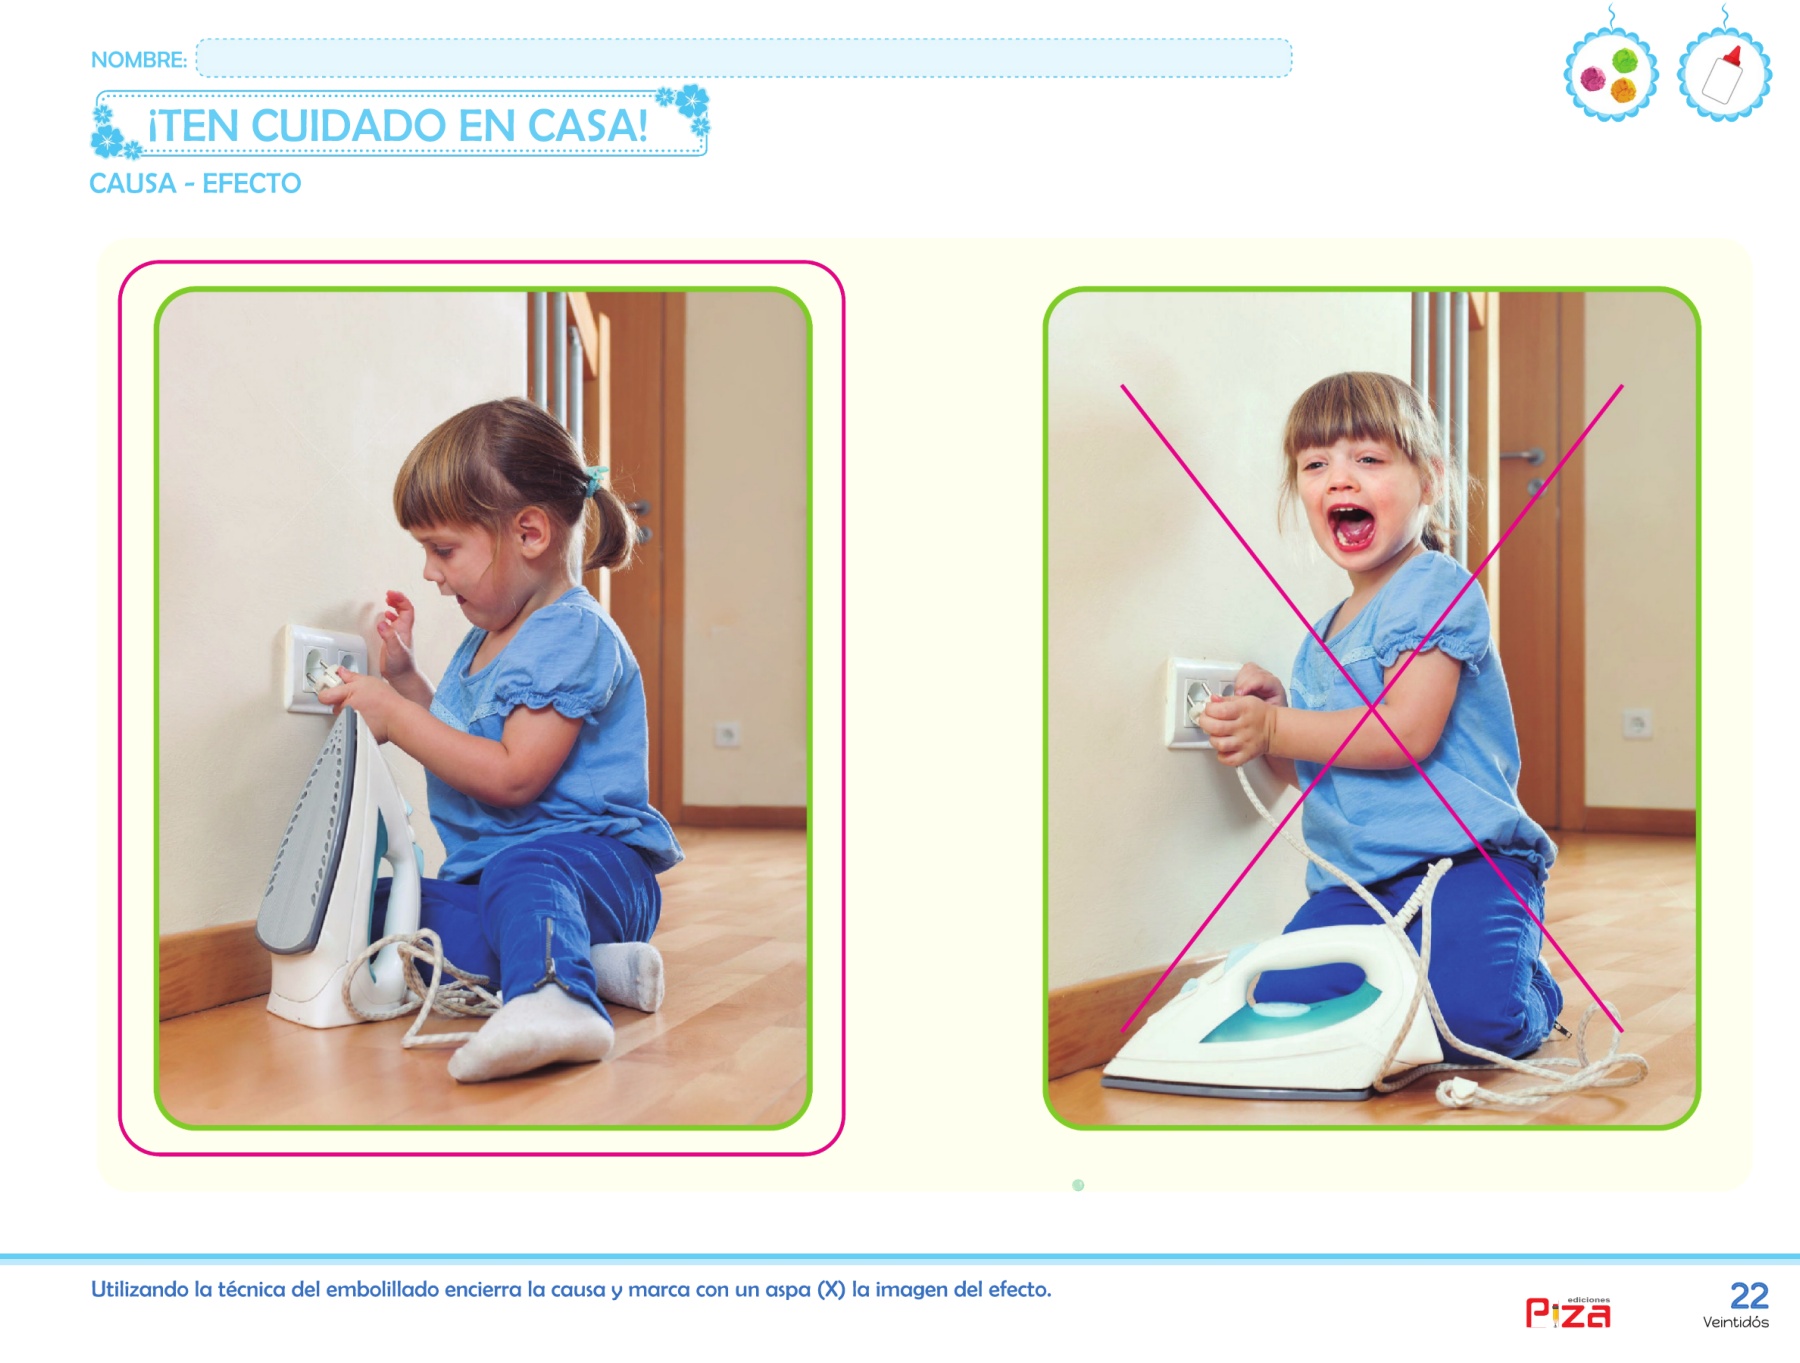 NOMBRE:
¡TEN CUIDADO EN CASA!
CAUSA - EFECTO
Utilizando la técnica del embolillado encierra la causa y marca con un aspa (X) la imagen del efecto.
ediciones
Piza
22
Veintidós